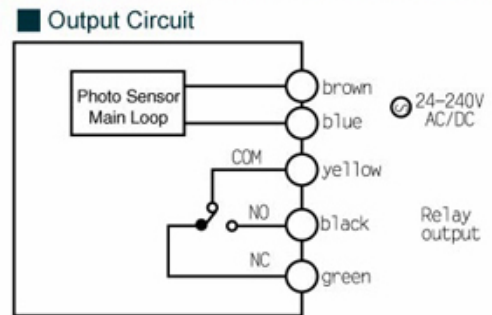 Output Circuit
Photo Sensor
Main Loop
brown
blue
24-240V
AC/DC
COM
yellow
NO
black
Relay
output
NC
green